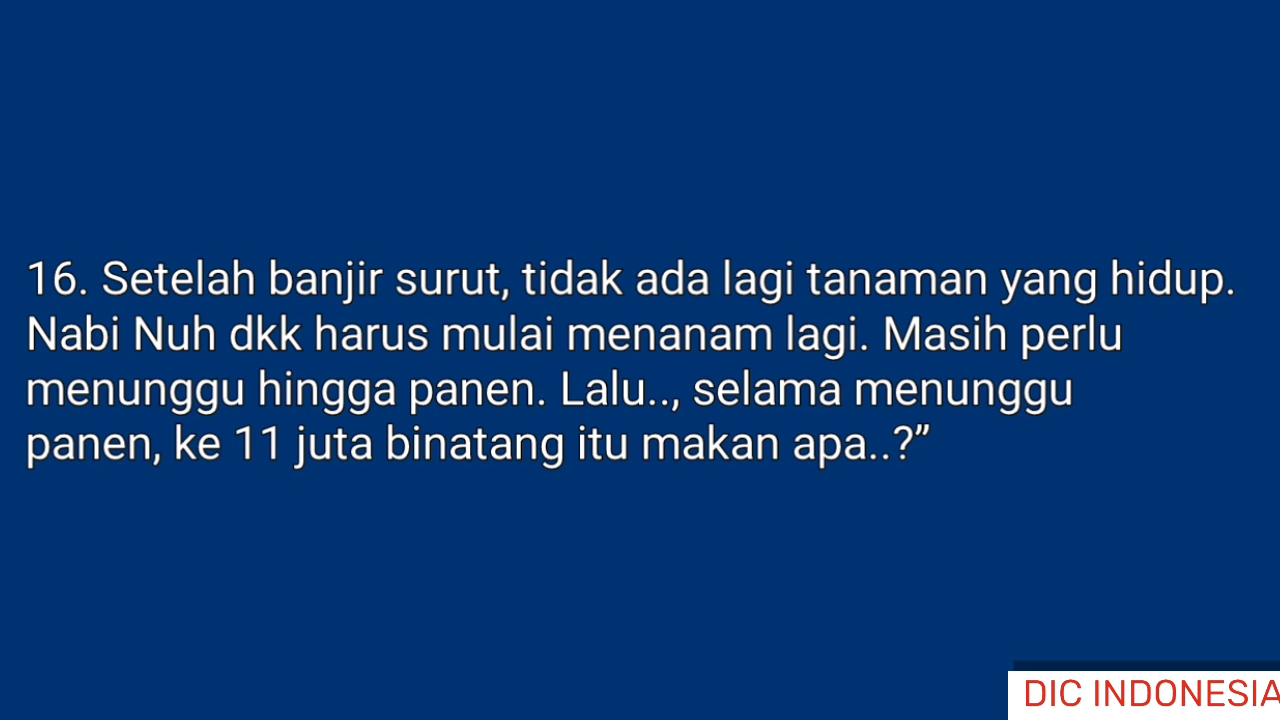 16. Setelah banjir surut, tidak ada lagi tanaman yang hidup.
Nabi Nuh dkk harus mulai menanam lagi. Masih perlu
menunggu hingga panen. Lalu.., selama menunggu
panen, ke 11 juta binatang itu makan apa..?”
DIC INDONESIA